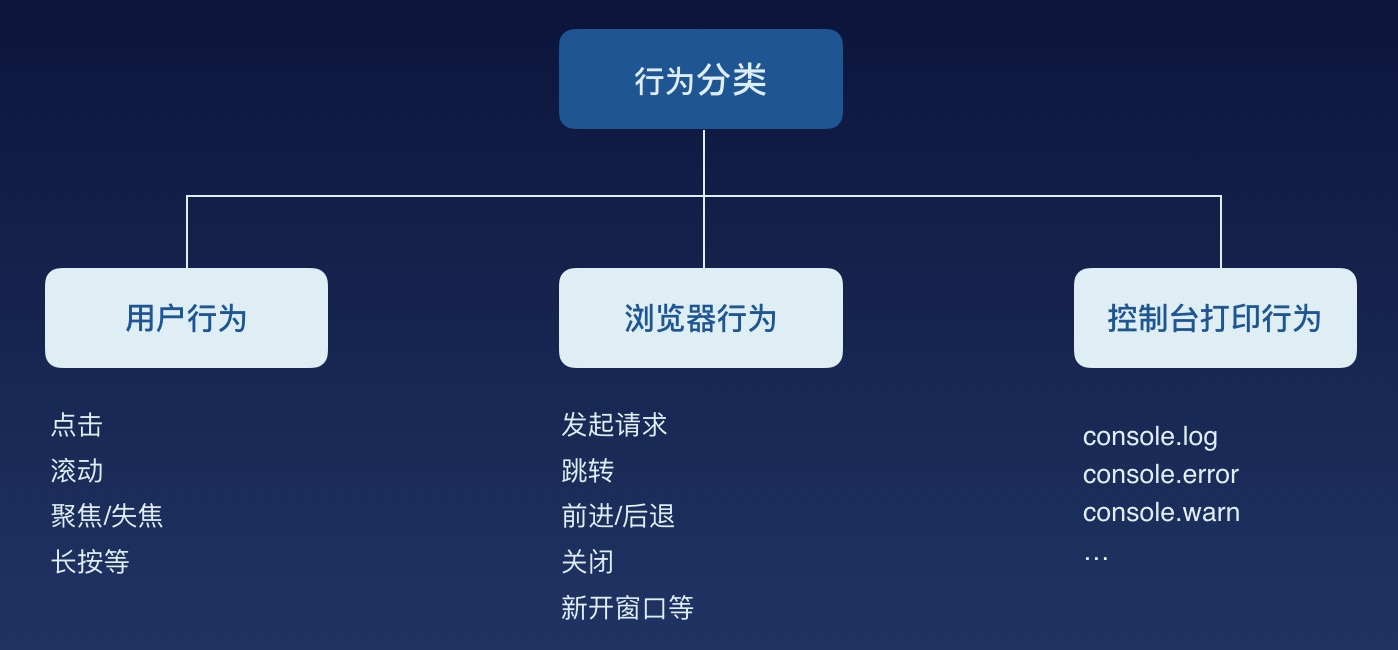 行为分类
用户行为
浏览器行为
控制台打印行为
点击
滚动
聚焦/失焦
长按等
发起请求
跳转
前进/后退
关闭
新开窗口等
console.log
console.error
console.warn
…